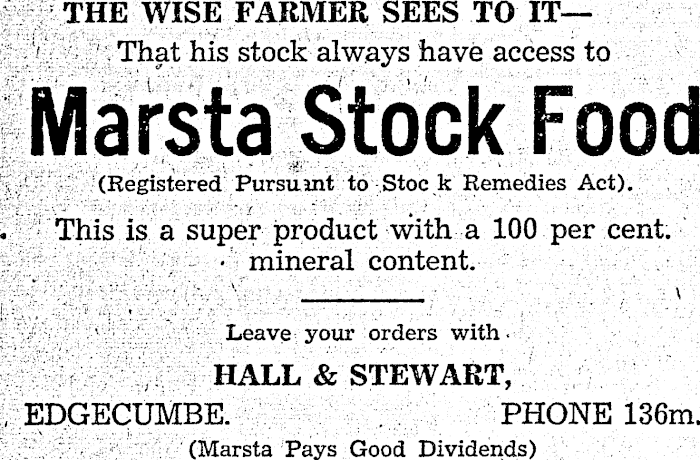 THE WISE FARMER SEES TO IT—
That his stock always have access to
Marsta Stock Food
(Registered Pursuant to Stock Remedies Act).
This is a super product with a 100 per cent.
mineral content.
Leave your orders with
HALL & STEWART,
EDGECUMBE. PHONE 136m.
(Marsta Pays Good Dividends)